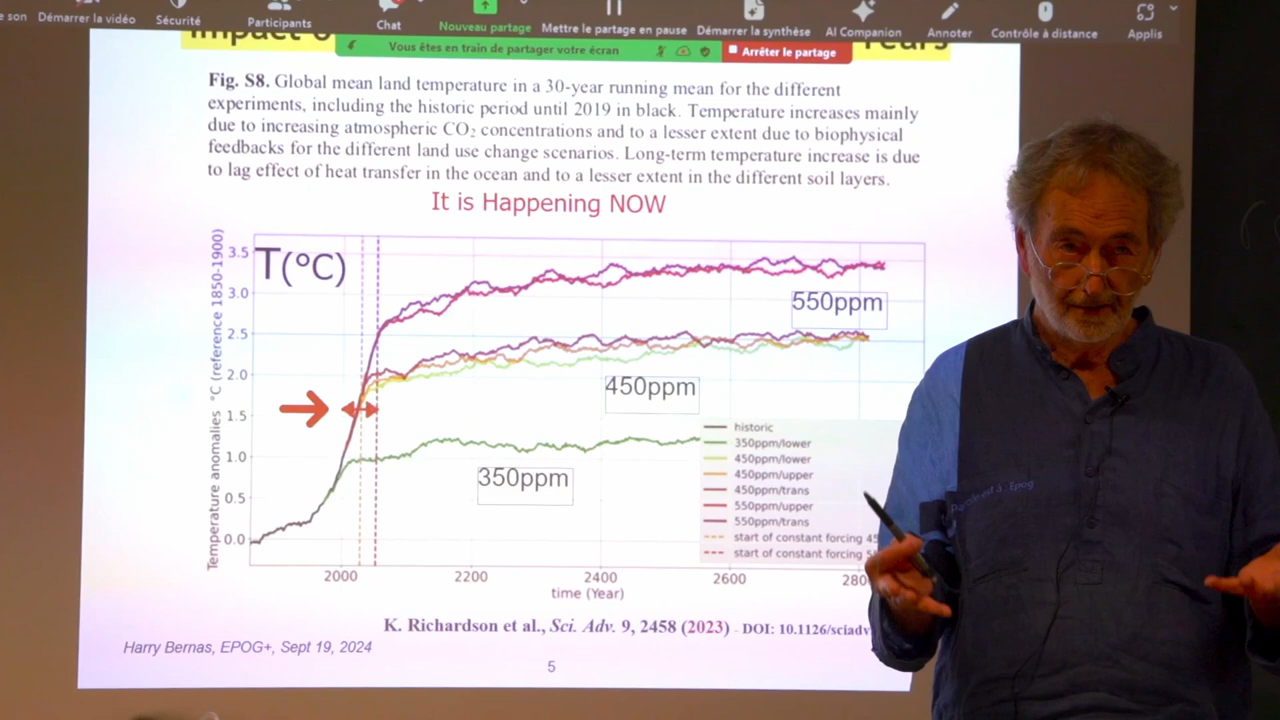 e son
Démarrer la vidéo
Sécurité
Participants
Chat
Nouveau partage
Mettre le partage en pause
Démarrer la synthèse
AI Companion
Annoter
Contrôle à distance
Applis
Impact o
Years
Vous êtes en train de partager votre écran
Arrêter le partage
Fig. S8. Global mean land temperature in a 30-year running mean for the different
experiments, including the historic period until 2019 in black. Temperature increases mainly
due to increasing atmospheric CO₂ concentrations and to a lesser extent due to biophysical
feedbacks for the different land use change scenarios. Long-term temperature increase is due
to lag effect of heat transfer in the ocean and to a lesser extent in the different soil layers.
It is Happening NOW
T(°C)
Temperature anomalies °C (reference 1850-1900)
3.5
3.0
2.5
2.0
1.5
1.0
0.5
0.0
550ppm
450ppm
350ppm
historic
350ppm/lower
450ppm/lower
450ppm/upper
450ppm/trans
550ppm/upper
550ppm/trans
start of constant forcing 45
start of constant forcing 5
2000
2200
2400
2600
280
time (Year)
K. Richardson et al., Sci. Adv. 9, 2458 (2023) - DOI: 10.1126/sciadv
Harry Bernas, EPOG+, Sept 19, 2024
5